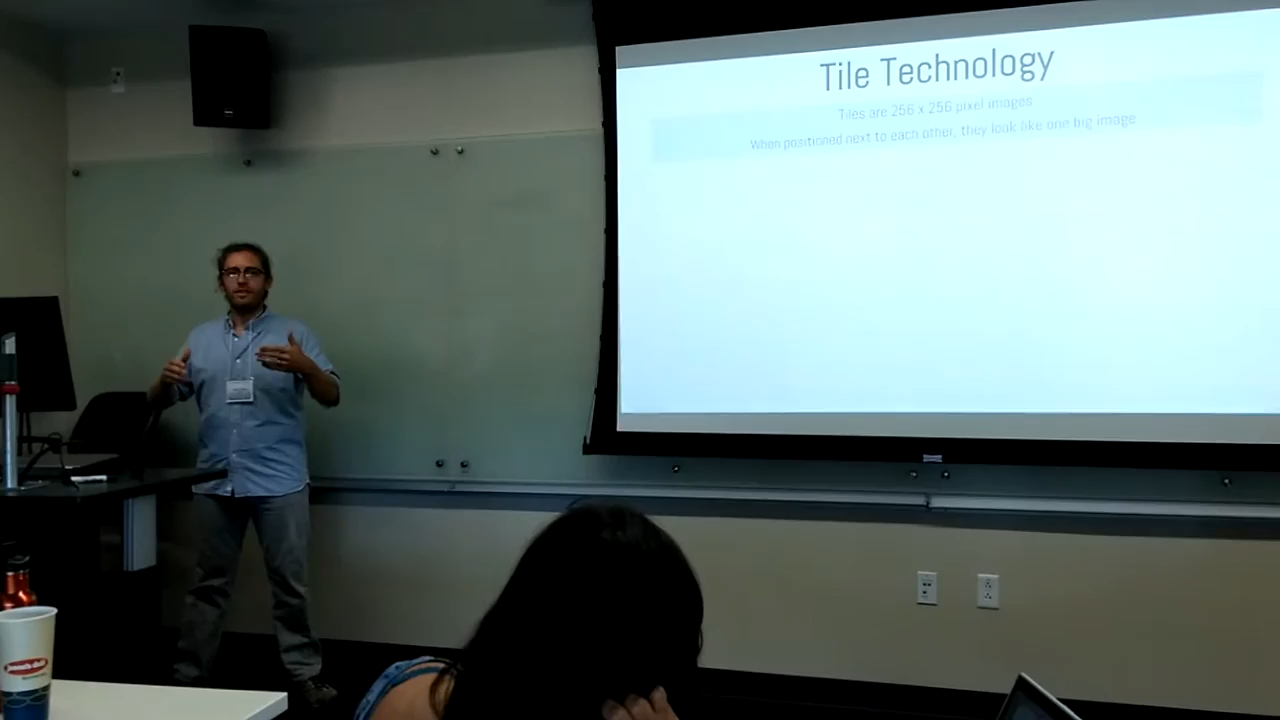 Tile Technology
Tiles are 256 x 256 pixel images
When positioned next to each other, they look like one big image